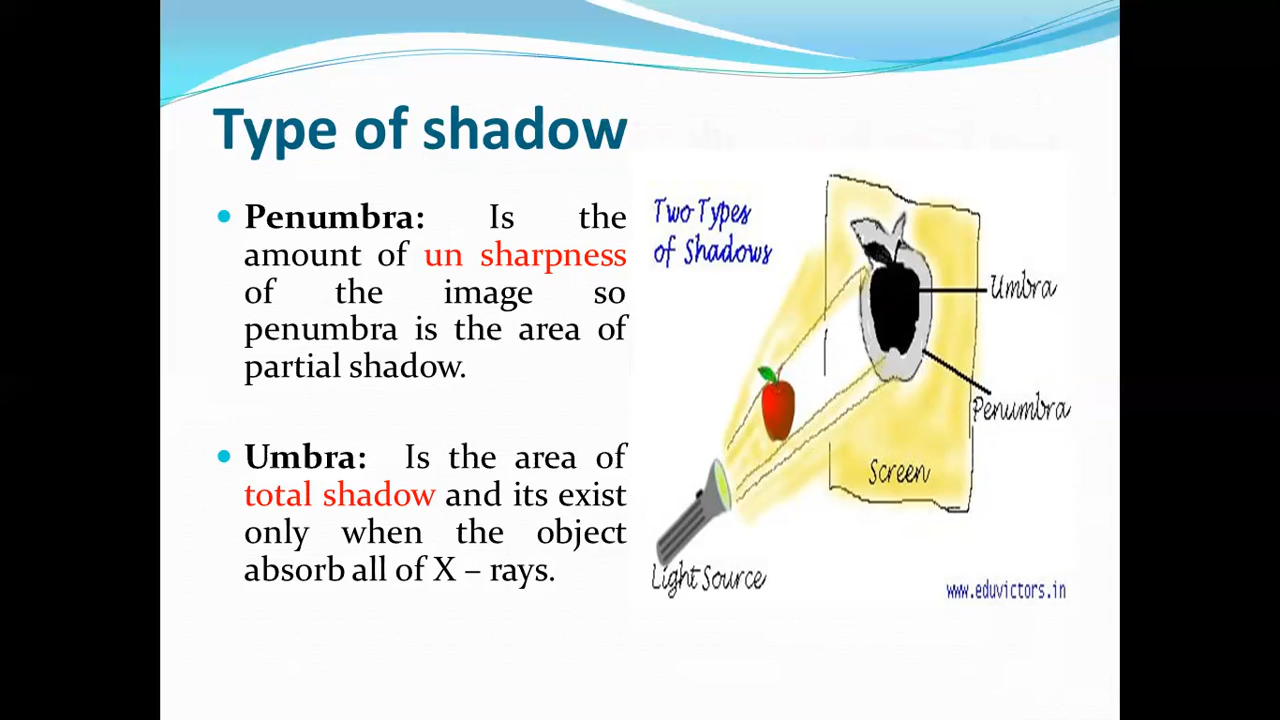 Type of shadow
• Penumbra: Is the
amount of un sharpness
of the image so
penumbra is the area of
partial shadow.
• Umbra: Is the area of
total shadow and its exist
only when the object
absorb all of X – rays.
Two Types
of Shadows
Umbra
Penumbra
Screen
Light Source
www.eduvictors.in